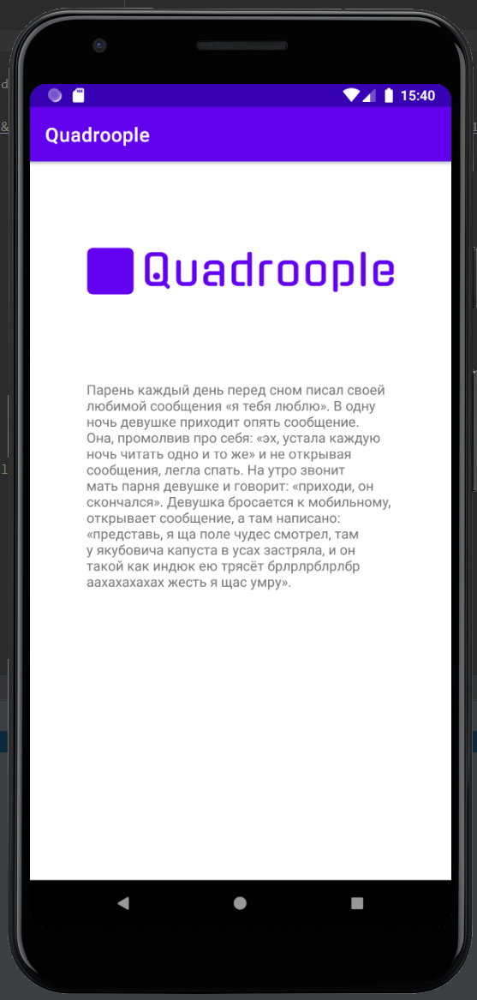 15:40
Quadroople
Quadroople
Парень каждый день перед сном писал своей
любимой сообщения «я тебя люблю». В одну
ночь девушке приходит опять сообщение.
Она, промолвив про себя: «эх, устала каждую
ночь читать одно и то же» и не открывая
сообщения, легла спать. На утро звонит
мать парня девушке и говорит: «приходи, он
скончался». Девушка бросается к мобильному,
открывает сообщение, а там написано:
«представь, я ща поле чудес смотрел, там
у якубовича капуста в усах застряла, и он
такой как индюк ею трясёт брлрлрблрлбр
аахахахахах жесть я щас умру».